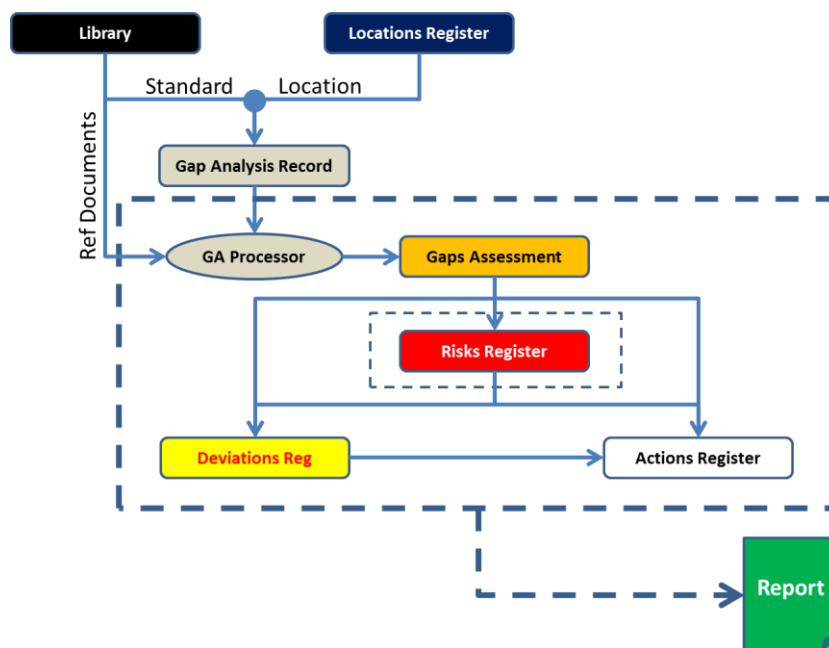 Library
Locations Register
Standard
Location
Ref Documents
Gap Analysis Record
GA Processor
Gaps Assessment
Risks Register
Deviations Reg
Actions Register
Report